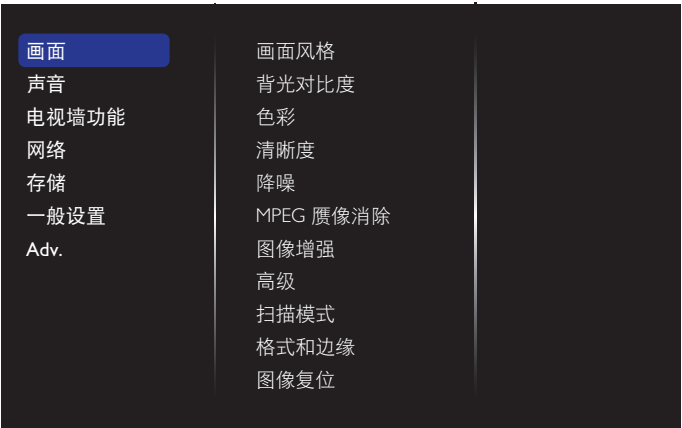 画面
声音
电视墙功能
网络
存储
一般设置
Adv.
画面风格
背光对比度
色彩
清晰度
降噪
MPEG 赝像消除
图像增强
高级
扫描模式
格式和边缘
图像复位